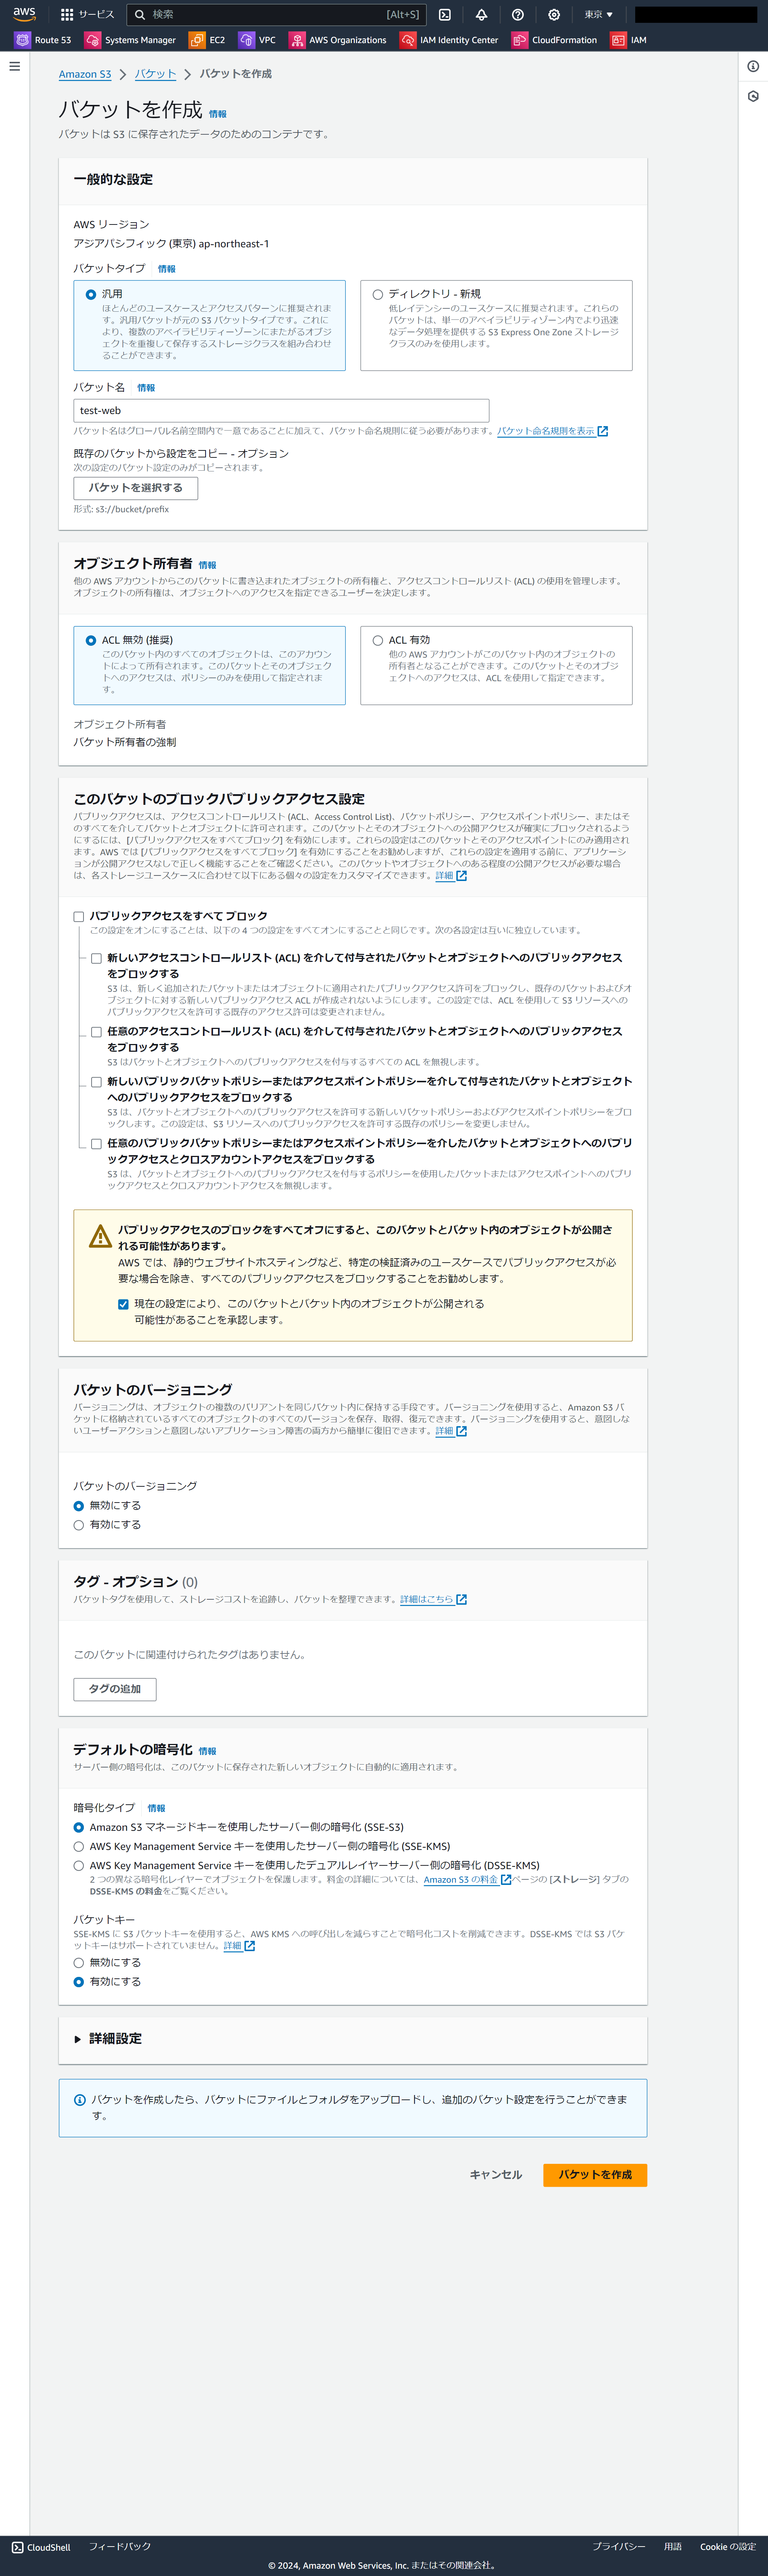 aws
サービス
検索
[Alt+S]
東京
Route 53
Systems Manager
EC2
VPC
AWS Organizations
IAM Identity Center
CloudFormation
IAM
Amazon S3
バケット
バケットを作成
バケットを作成 情報
バケットは S3 に保存されたデータのためのコンテナです。
一般的な設定
AWS リージョン
アジアパシフィック (東京) ap-northeast-1
バケットタイプ 情報
汎用
ほとんどのユースケースとアクセスパターンに推奨されま
す。汎用バケットが元の S3 バケットタイプです。これに
より、複数のアベイラビリティーゾーンにまたがるオブジ
ェクトを重複して保存するストレージクラスを組み合わせ
ることができます。
ディレクトリ - 新規
低レイテンシーのユースケースに推奨されます。これらの
バケットは、単一のアベイラビリティゾーン内でより迅速
なデータ処理を提供する S3 Express One Zone ストレージ
クラスのみを使用します。
バケット名 情報
test-web
バケット名はグローバル名前空間内で一意であることに加えて、バケット命名規則に従う必要があります。バケット命名規則を表示
既存のバケットから設定をコピー - オプション
次の設定のバケット設定のみがコピーされます。
バケットを選択する
形式: s3://bucket/prefix
オブジェクト所有者 情報
他の AWS アカウントからこのバケットに書き込まれたオブジェクトの所有権と、アクセスコントロールリスト (ACL) の使用を管理します。
オブジェクトの所有権は、オブジェクトへのアクセスを指定できるユーザーを決定します。
ACL 無効 (推奨)
このバケット内のすべてのオブジェクトは、このアカウン
トによって所有されます。このバケットとそのオブジェク
トへのアクセスは、ポリシーのみを使用して指定されま
す。
ACL 有効
他の AWS アカウントがこのバケット内のオブジェクトの
所有者となることができます。このバケットとそのオブジ
ェクトへのアクセスは、ACL を使用して指定できます。
オブジェクト所有者
バケット所有者の強制
このバケットのブロックパブリックアクセス設定
パブリックアクセスは、アクセスコントロールリスト (ACL、Access Control List)、バケットポリシー、アクセスポイントポリシー、またはそ
のすべてを介してバケットとオブジェクトに許可されます。このバケットとそのオブジェクトへの公開アクセスが確実にブロックされるよう
にするには、[パブリックアクセスをすべてブロック] を有効にします。これらの設定はこのバケットとそのアクセスポイントにのみ適用され
ます。AWS では [パブリックアクセスをすべてブロック] を有効にすることをお勧めしますが、これらの設定を適用する前に、アプリケーシ
ョンが公開アクセスなしで正しく機能することをご確認ください。このバケットやオブジェクトへのある程度の公開アクセスが必要な場合
は、各ストレージユースケースに合わせて以下にある個々の設定をカスタマイズできます。詳細
パブリックアクセスをすべて ブロック
この設定をオンにすることは、以下の 4 つの設定をすべてオンにすることと同じです。次の各設定は互いに独立しています。
新しいアクセスコントロールリスト (ACL) を介して付与されたバケットとオブジェクトへのパブリックアクセス
をブロックする
S3 は、新しく追加されたバケットまたはオブジェクトに適用されたパブリックアクセス許可をブロックし、既存のバケットおよびオ
ブジェクトに対する新しいパブリックアクセス ACL が作成されないようにします。この設定では、ACL を使用して S3 リソースへの
パブリックアクセスを許可する既存のアクセス許可は変更されません。
任意のアクセスコントロールリスト (ACL) を介して付与されたバケットとオブジェクトへのパブリックアクセス
をブロックする
S3 はバケットとオブジェクトへのパブリックアクセスを付与するすべての ACL を無視します。
新しいパブリックバケットポリシーまたはアクセスポイントポリシーを介して付与されたバケットとオブジェクト
へのパブリックアクセスをブロックする
S3 は、バケットとオブジェクトへのパブリックアクセスを許可する新しいバケットポリシーおよびアクセスポイントポリシーをブロ
ックします。この設定は、S3 リソースへのパブリックアクセスを許可する既存のポリシーを変更しません。
任意のパブリックバケットポリシーまたはアクセスポイントポリシーを介したバケットとオブジェクトへのパブリ
ックアクセスとクロスアカウントアクセスをブロックする
S3 は、バケットとオブジェクトへのパブリックアクセスを付与するポリシーを使用したバケットまたはアクセスポイントへのパブリ
ックアクセスとクロスアカウントアクセスを無視します。
パブリックアクセスのブロックをすべてオフにすると、このバケットとバケット内のオブジェクトが公開さ
れる可能性があります。
AWS では、静的ウェブサイトホスティングなど、特定の検証済みのユースケースでパブリックアクセスが必
要な場合を除き、すべてのパブリックアクセスをブロックすることをお勧めします。
現在の設定により、このバケットとバケット内のオブジェクトが公開される
可能性があることを承認します。
バケットのバージョニング
バージョニングは、オブジェクトの複数のバリアントを同じバケット内に保持する手段です。バージョニングを使用すると、Amazon S3 バ
ケットに格納されているすべてのオブジェクトのすべてのバージョンを保存、取得、復元できます。バージョニングを使用すると、意図しな
いユーザーアクションと意図しないアプリケーション障害の両方から簡単に復旧できます。詳細
バケットのバージョニング
無効にする
有効にする
タグ - オプション (0)
バケットタグを使用して、ストレージコストを追跡し、バケットを整理できます。詳細はこちら
このバケットに関連付けられたタグはありません。
タグの追加
デフォルトの暗号化 情報
サーバー側の暗号化は、このバケットに保存された新しいオブジェクトに自動的に適用されます。
暗号化タイプ 情報
Amazon S3 マネージドキーを使用したサーバー側の暗号化 (SSE-S3)
AWS Key Management Service キーを使用したサーバー側の暗号化 (SSE-KMS)
AWS Key Management Service キーを使用したデュアルレイヤーサーバー側の暗号化 (DSSE-KMS)
2 つの異なる暗号化レイヤーでオブジェクトを保護します。料金の詳細については、Amazon S3 の料金 ページの [ストレージ] タブの
DSSE-KMS の料金をご覧ください。
バケットキー
SSE-KMS に S3 バケットキーを使用すると、AWS KMS への呼び出しを減らすことで暗号化コストを削減できます。DSSE-KMS では S3 バケ
ットキーはサポートされていません。詳細
無効にする
有効にする
詳細設定
バケットを作成したら、バケットにファイルとフォルダをアップロードし、追加のバケット設定を行うことができま
す。
キャンセル
バケットを作成
CloudShell
フィードバック
プライバシー
用語
Cookie の設定
© 2024, Amazon Web Services, Inc. またはその関連会社。